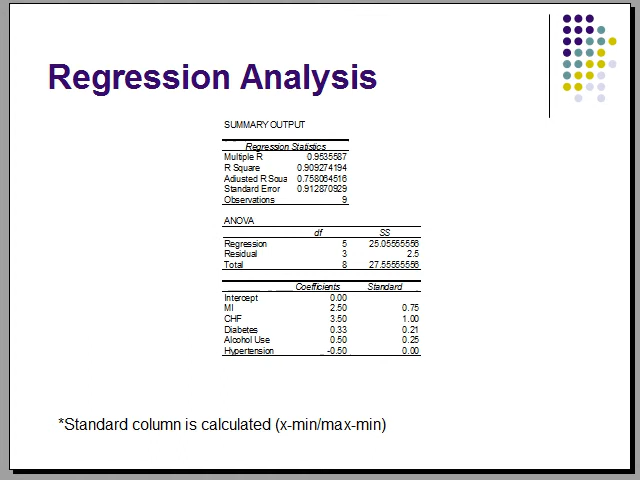 Regression Analysis
SUMMARY OUTPUT
Regression Statistics
Multiple R 0.9535587
R Square 0.909274194
Adjusted R Squa 0.758064516
Standard Error 0.912870929
Observations 9
ANOVA
df SS
Regression 5 25.05555556
Residual 3 2.5
Total 8 27.55555556
Coefficients Standard
Intercept 0.00
MI 2.50 0.75
CHF 3.50 1.00
Diabetes 0.33 0.21
Alcohol Use 0.50 0.25
Hypertension -0.50 0.00
*Standard column is calculated (x-min/max-min)